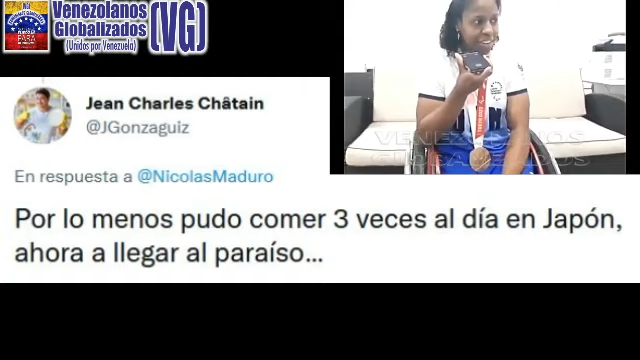 Venezolanos
Globalizados
(Unidos por Venezuela)
(VG)
Jean Charles Châtain
@JGonzaguiz
En respuesta a @NicolasMaduro
Por lo menos pudo comer 3 veces al día en Japón,
ahora a llegar al paraíso...
VENEZOLANOS
GLOBALIZADOS